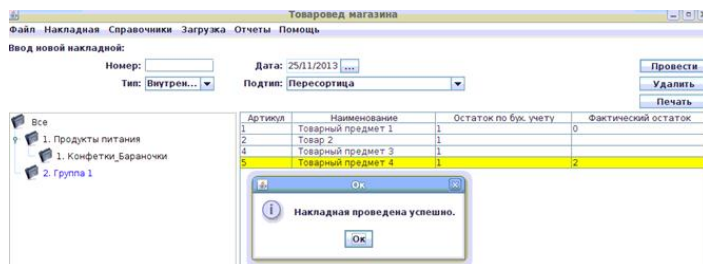 Товаровед магазина
Файл Накладная Справочники Загрузка Отчеты Помощь
Ввод новой накладной:
Номер: Дата: 25/11/2013 ... Провести
Тип: Внутрен... Подтип: Пересортица Удалить
Печать
Все
1. Продукты питания
1. Конфетки_Бараночки
2. Группа 1
Артикул Наименование Остаток по бух. учету Фактический остаток
1 Товарный предмет 1 1 0
2 Товар 2 1
4 Товарный предмет 3 1
5 Товарный предмет 4 1 2
Ок
Накладная проведена успешно.
Ок